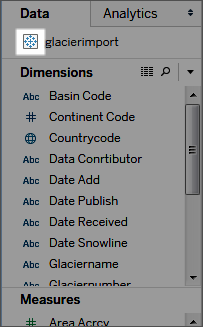 Data Analytics
glacierimport
Dimensions
Abc Basin Code
# Continent Code
Countrycode
Abc Data Conrtibutor
Abc Date Add
Abc Date Publish
Abc Date Received
Abc Date Snowline
Abc Glaciername
Abc Glaciernumber
Measures
# Area Acrcy